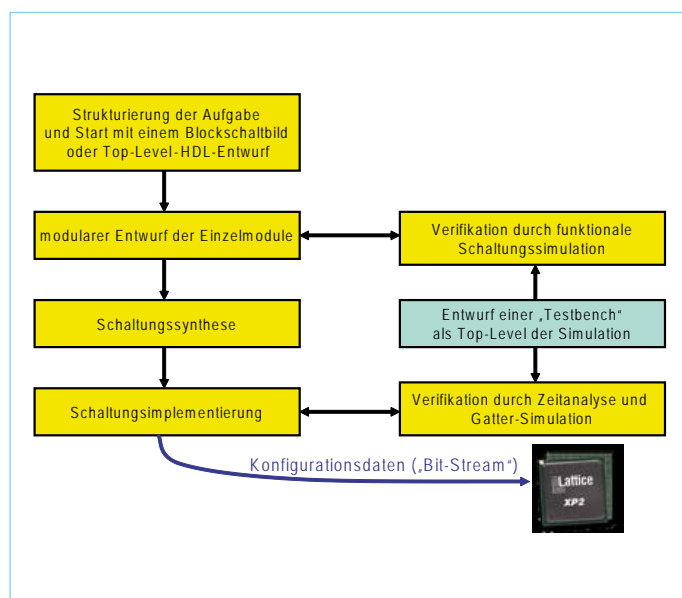 Strukturierung der Aufgabe
und Start mit einem Blockschaltbild
oder Top-Level-HDL-Entwurf
modularer Entwurf der Einzelmodule
Verifikation durch funktionale
Schaltungssimulation
Schaltungssynthese
Entwurf einer „Testbench“
als Top-Level der Simulation
Schaltungsimplementierung
Verifikation durch Zeitanalyse und
Gatter-Simulation
Konfigurationsdaten („Bit-Stream“)
Lattice
XP2